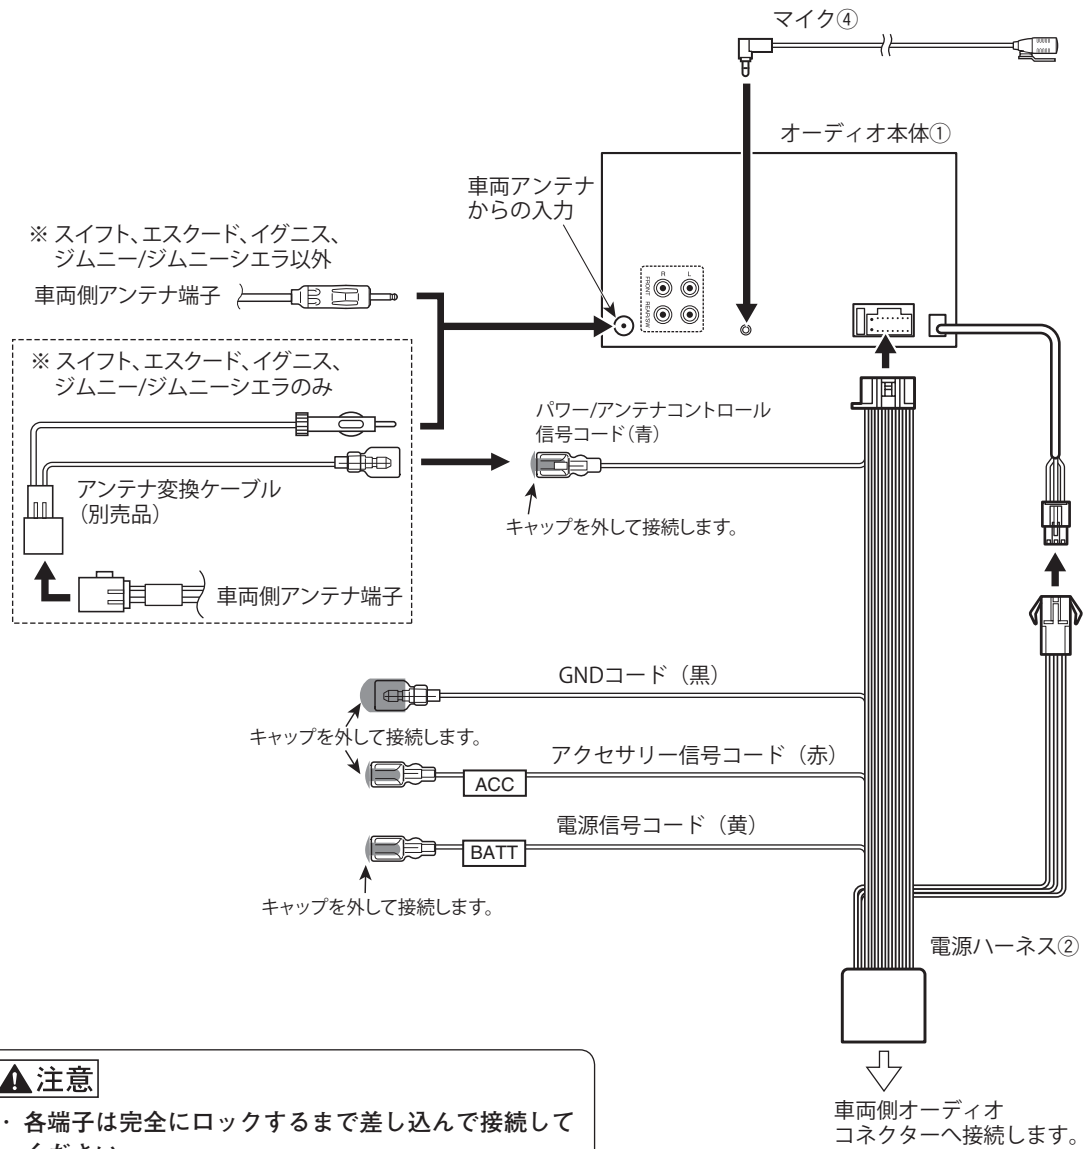 マイク④
オーディオ本体①
車両アンテナ
からの入力
※ スイフト、エスクード、イグニス、
ジムニー/ジムニーシエラ以外
車両側アンテナ端子
R L
FRONT
REAR/SW
※ スイフト、エスクード、イグニス、
ジムニー/ジムニーシエラのみ
パワー/アンテナコントロール
信号コード(青)
アンテナ変換ケーブル
(別売品)
キャップを外して接続します。
車両側アンテナ端子
GNDコード(黒)
キャップを外して接続します。
アクセサリー信号コード(赤)
ACC
電源信号コード(黄)
BATT
キャップを外して接続します。
電源ハーネス②
注意
・ 各端子は完全にロックするまで差し込んで接続して
車両側オーディオ
コネクターへ接続します。